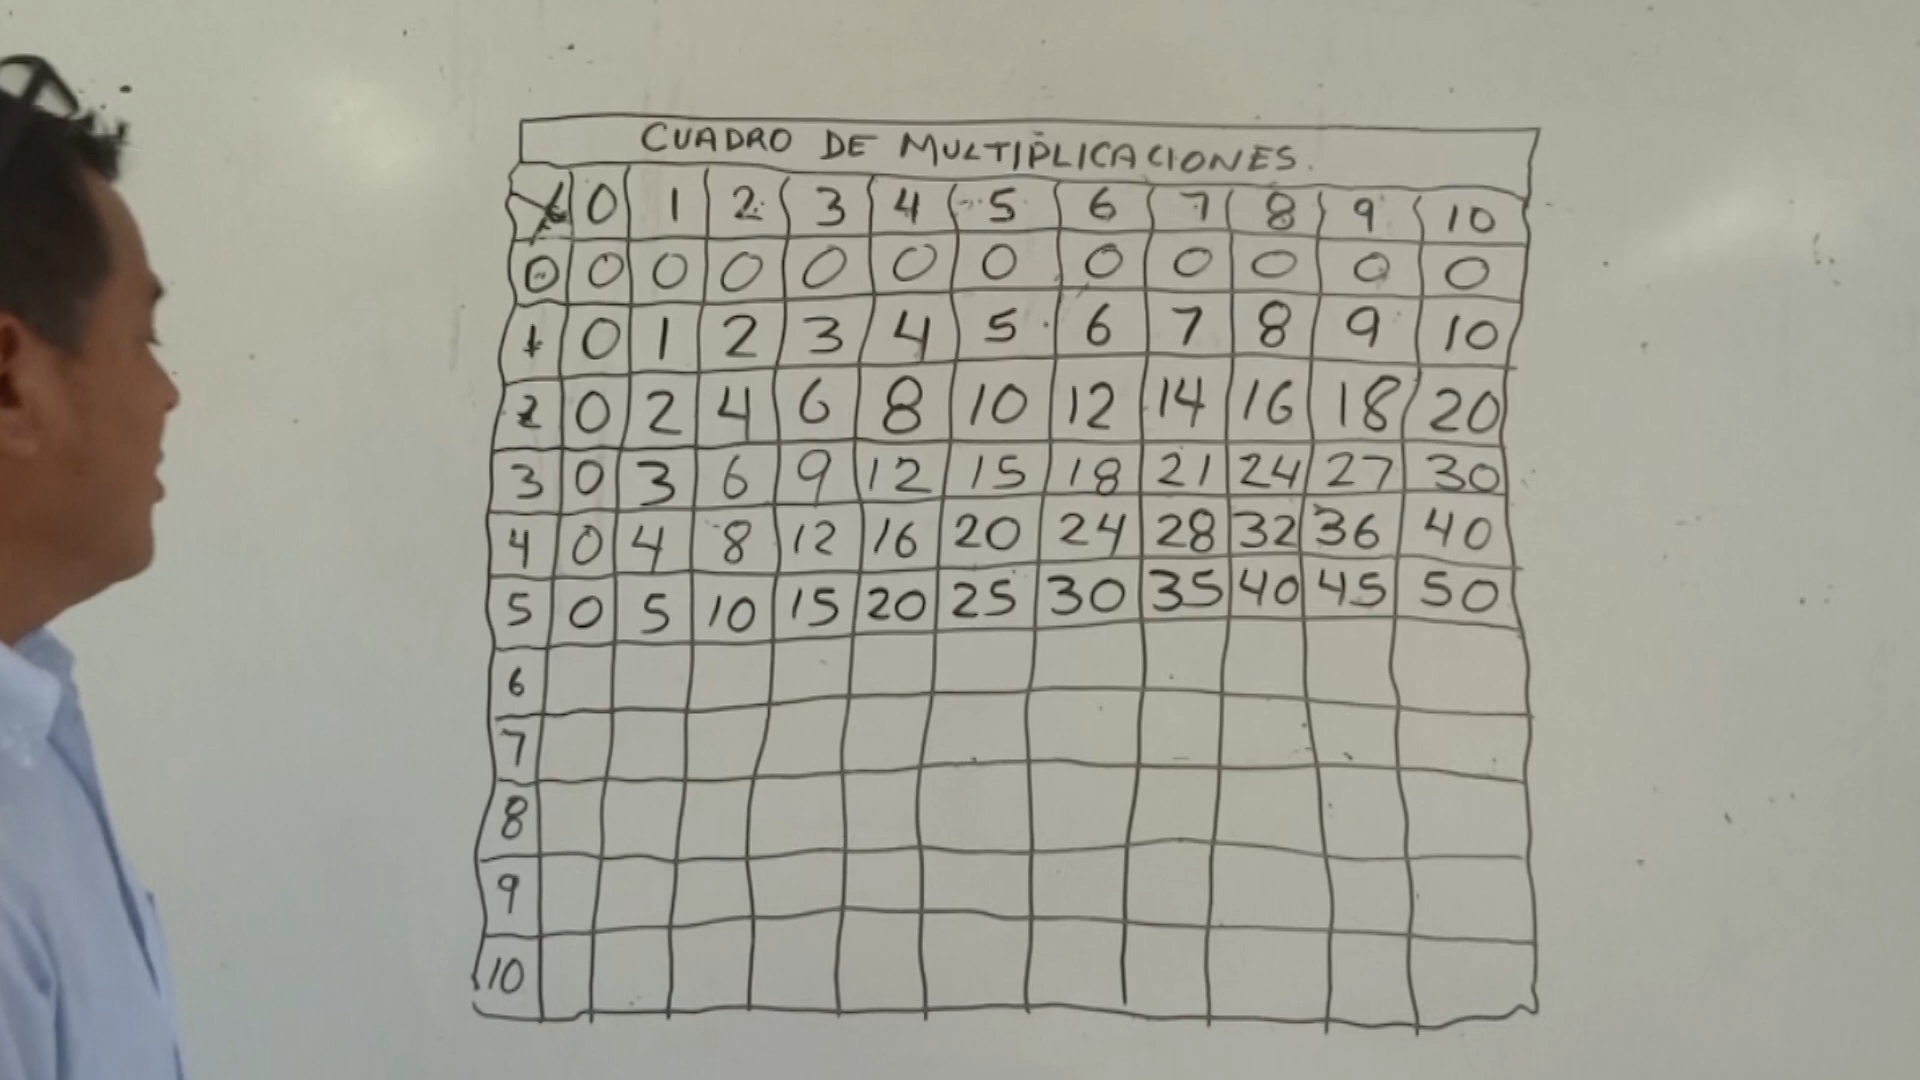 CUADRO DE MULTIPLICACIONES.
X 0 1 2 3 4 5 6 7 8 9 10
0 0 0 0 0 0 0 0 0 0 0 0
1 0 1 2 3 4 5 6 7 8 9 10
2 0 2 4 6 8 10 12 14 16 18 20
3 0 3 6 9 12 15 18 21 24 27 30
4 0 4 8 12 16 20 24 28 32 36 40
5 0 5 10 15 20 25 30 35 40 45 50
6
7
8
9
10